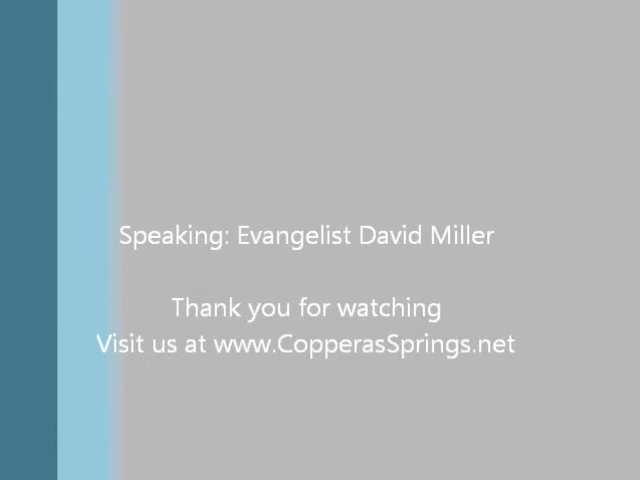 Speaking: Evangelist David Miller
Thank you for watching
Visit us at www.CopperasSprings.net